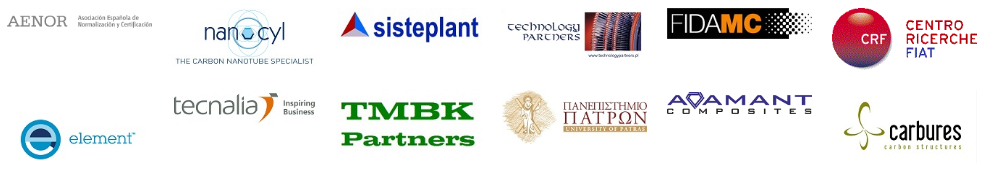 AENOR
Asociación Española de
Normalización y Certificación
nanocyl
THE CARBON NANOTUBE SPECIALIST
sisteplant
TECHNOLOGY
PARTNERS
www.technologypartners.pl
FIDAMC
CRF
CENTRO
RICERCHE
FIAT
element
tecnalia
Inspiring
Business
TMBK
Partners
ΠΑΝΕΠΙΣΤΗΜΙΟ
ΠΑΤΡΩΝ
UNIVERSITY OF PATRAS
ADAMANT
COMPOSITES
carbures
carbon structures